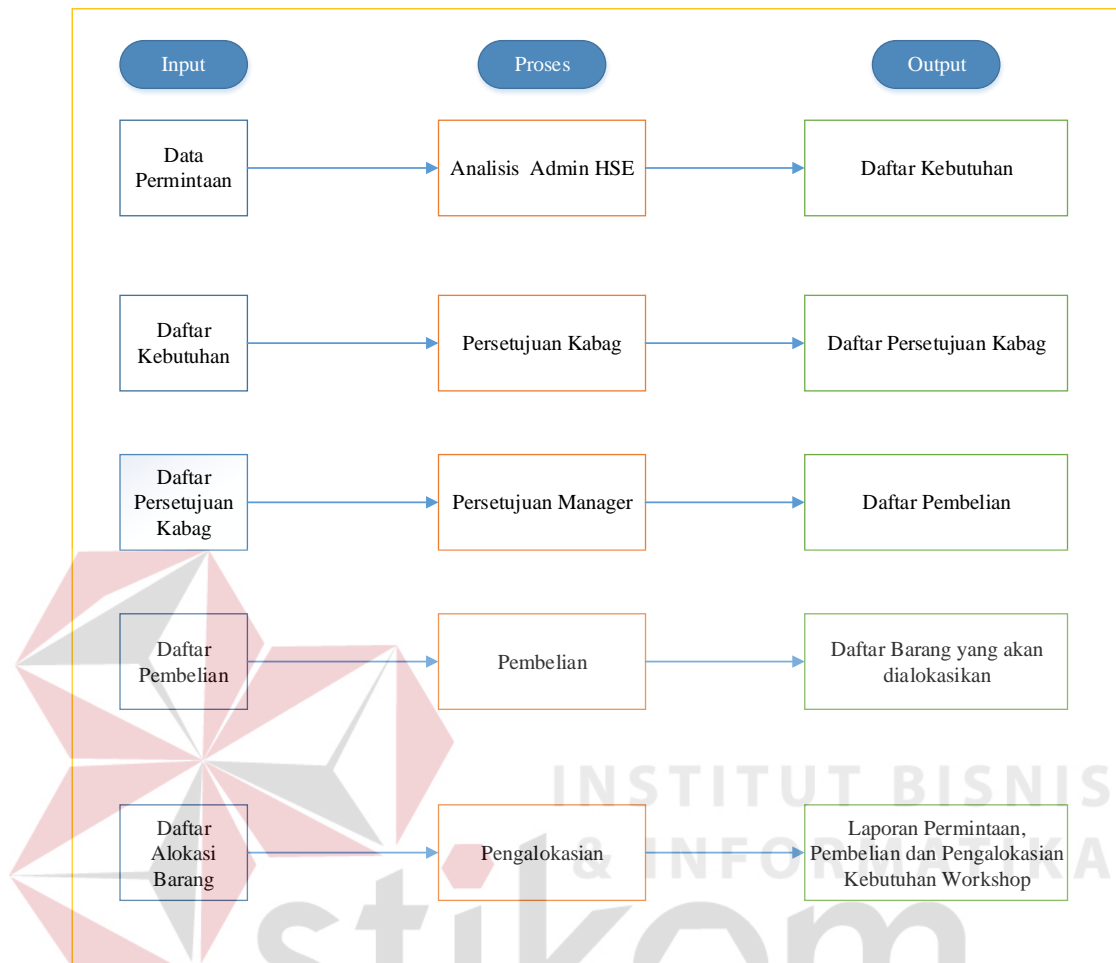 Input
Proses
Output
Data
Permintaan
Analisis Admin HSE
Daftar Kebutuhan
Daftar
Kebutuhan
Persetujuan Kabag
Daftar Persetujuan Kabag
Daftar
Persetujuan
Kabag
Persetujuan Manager
Daftar Pembelian
Daftar
Pembelian
Pembelian
Daftar Barang yang akan
dialokasikan
Daftar
Alokasi
Barang
Pengalokasian
Laporan Permintaan,
Pembelian dan Pengalokasian
Kebutuhan Workshop
INSTITUT BISNIS
& INFORMATIKA
stikom